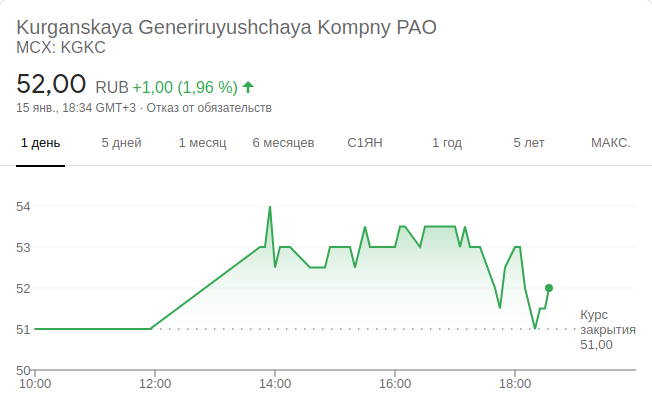 Kurganskaya Generiruyushchaya Kompny PAO
MCX: KGKC
52,00 RUB +1,00 (1,96 %)
15 янв., 18:34 GMT+3 · Отказ от обязательств
1 день 5 дней 1 месяц 6 месяцев С1ЯН 1 год 5 лет МАКС.
54
53
52
51
50
Курс
закрытия
51,00
10:00 12:00 14:00 16:00 18:00